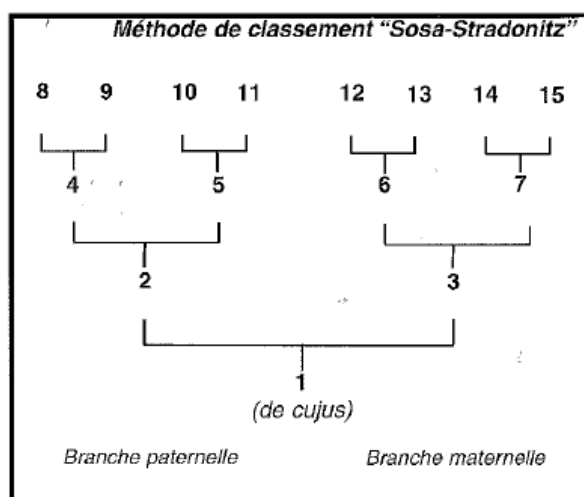 Méthode de classement "Sosa-Stradonitz"
8 9 10 11 12 13 14 15
4 5 6 7
2 3
1
(de cujus)
Branche paternelle Branche maternelle